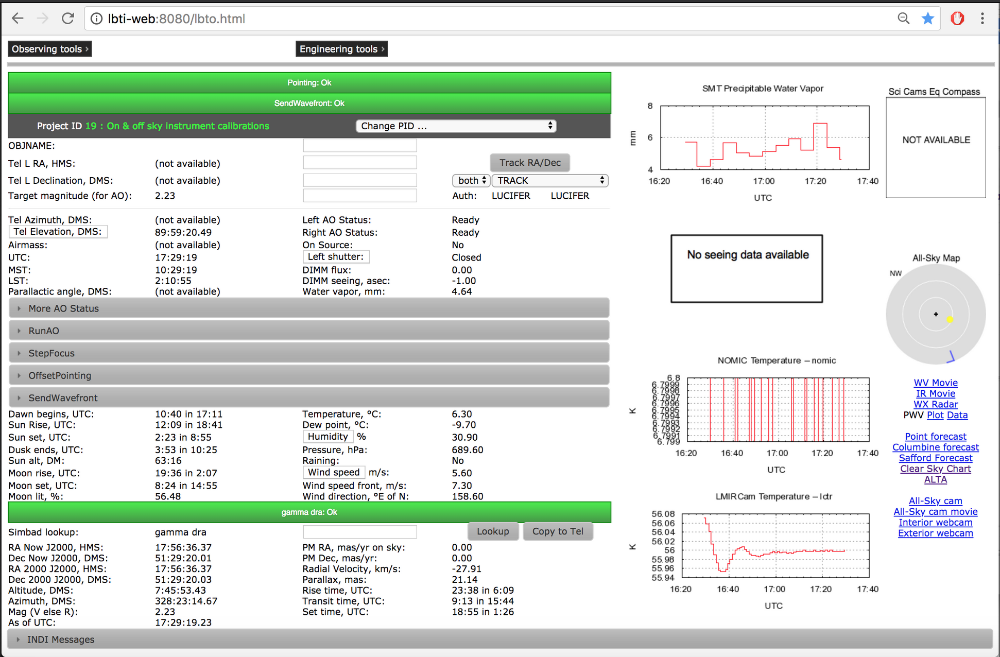 lbti-web:8080/lbto.html
Observing tools ›
Engineering tools ›
Pointing: Ok
SendWavefront: Ok
Project ID 19 : On & off sky instrument calibrations
Change PID ...
OBJNAME:
Tel L RA, HMS: (not available) Track RA/Dec
Tel L Declination, DMS: (not available) both TRACK
Target magnitude (for AO): 2.23 Auth: LUCIFER LUCIFER
Tel Azimuth, DMS: (not available) Left AO Status: Ready
Tel Elevation, DMS: 89:59:20.49 Right AO Status: Ready
Airmass: (not available) On Source: No
UTC: 17:29:19 Left shutter: Closed
MST: 10:29:19 DIMM flux: 0.00
LST: 2:10:55 DIMM seeing, asec: -1.00
Parallactic angle, DMS: (not available) Water vapor, mm: 4.64
More AO Status
RunAO
StepFocus
OffsetPointing
SendWavefront
Dawn begins, UTC: 10:40 in 17:11 Temperature, °C: 6.30
Sun Rise, UTC: 12:09 in 18:41 Dew point, °C: -9.70
Sun set, UTC: 2:23 in 8:55 Humidity % 30.90
Dusk ends, UTC: 3:53 in 10:25 Pressure, hPa: 689.60
Sun alt, DM: 63:16 Raining: No
Moon rise, UTC: 19:36 in 2:07 Wind speed m/s: 5.60
Moon set, UTC: 8:24 in 14:55 Wind speed front, m/s: 7.30
Moon lit, %: 56.48 Wind direction, °E of N: 158.60
gamma dra: Ok
Simbad lookup: gamma dra Lookup Copy to Tel
RA Now J2000, HMS: 17:56:36.37 PM RA, mas/yr on sky: 0.00
Dec Now J2000, DMS: 51:29:20.01 PM Dec, mas/yr: 0.00
RA 2000 J2000, HMS: 17:56:36.37 Radial Velocity, km/s: -27.91
Dec 2000 J2000, DMS: 51:29:20.03 Parallax, mas: 21.14
Altitude, DMS: 7:45:53.43 Rise time, UTC: 23:38 in 6:09
Azimuth, DMS: 328:23:14.67 Transit time, UTC: 9:13 in 15:44
Mag (V else R): 2.23 Set time, UTC: 18:55 in 1:26
As of UTC: 17:29:19.23
INDI Messages
SMT Precipitable Water Vapor
mm
8
6
4
16:20 16:40 17:00 17:20 17:40
UTC
Sci Cams Eq Compass
NOT AVAILABLE
No seeing data available
All-Sky Map
NW
NOMIC Temperature – nomic
K
6.8
6.7999
6.7998
6.7997
6.7996
6.7995
6.7994
6.7993
6.7992
6.7991
6.799
16:20 16:40 17:00 17:20 17:40
UTC
LMIRCam Temperature – lctr
K
56.08
56.06
56.04
56.02
56
55.98
55.96
55.94
16:20 16:40 17:00 17:20 17:40
UTC
WV Movie
IR Movie
WX Radar
PWV Plot Data
Point forecast
Columbine forecast
Safford Forecast
Clear Sky Chart
ALTA
All-Sky cam
All-Sky cam movie
Interior webcam
Exterior webcam